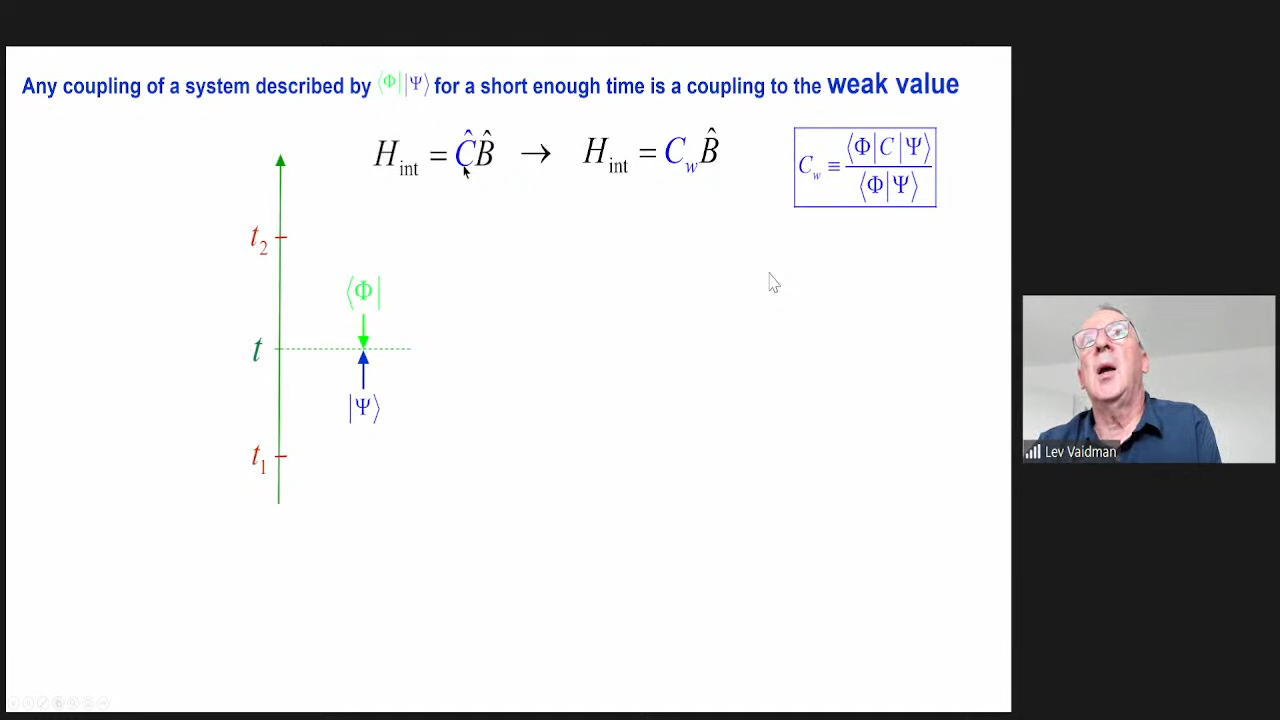 Any coupling of a system described by ⟨Φ||Ψ⟩ for a short enough time is a coupling to the weak value
H_int = ĈB̂ → H_int = C_w B̂
C_w ≡ ⟨Φ|C|Ψ⟩ / ⟨Φ|Ψ⟩
t_2
⟨Φ|
t
|Ψ⟩
t_1
Lev Vaidman